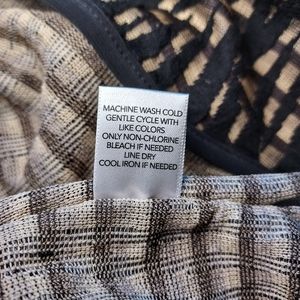 MACHINE WASH COLD
GENTLE CYCLE WITH
LIKE COLORS
ONLY NON-CHLORINE
BLEACH IF NEEDED
LINE DRY
COOL IRON IF NEEDED